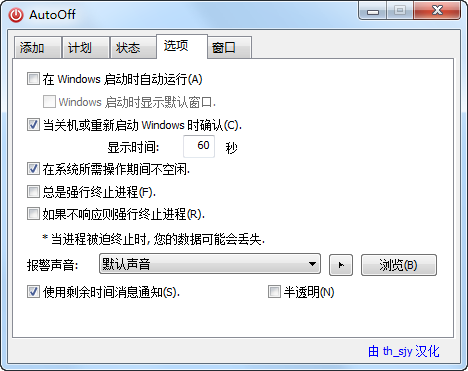 AutoOff
添加 计划 状态 选项 窗口
在 Windows 启动时自动运行(A)
Windows 启动时显示默认窗口.
当关机或重新启动 Windows 时确认(C).
显示时间: 60 秒
在系统所需操作期间不空闲.
总是强行终止进程(F).
如果不响应则强行终止进程(R).
* 当进程被迫终止时, 您的数据可能会丢失.
报警声音: 默认声音 浏览(B)
使用剩余时间消息通知(S). 半透明(N)
由 th_sjy 汉化